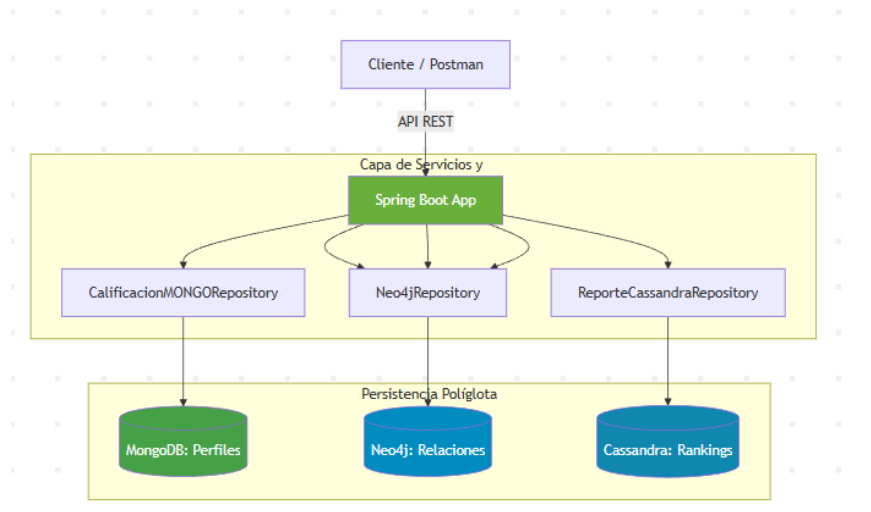 Cliente / Postman
API REST
Capa de Servicios y
Spring Boot App
CalificacionMONGORepository
Neo4jRepository
ReporteCassandraRepository
Persistencia Políglota
MongoDB: Perfiles
Neo4j: Relaciones
Cassandra: Rankings